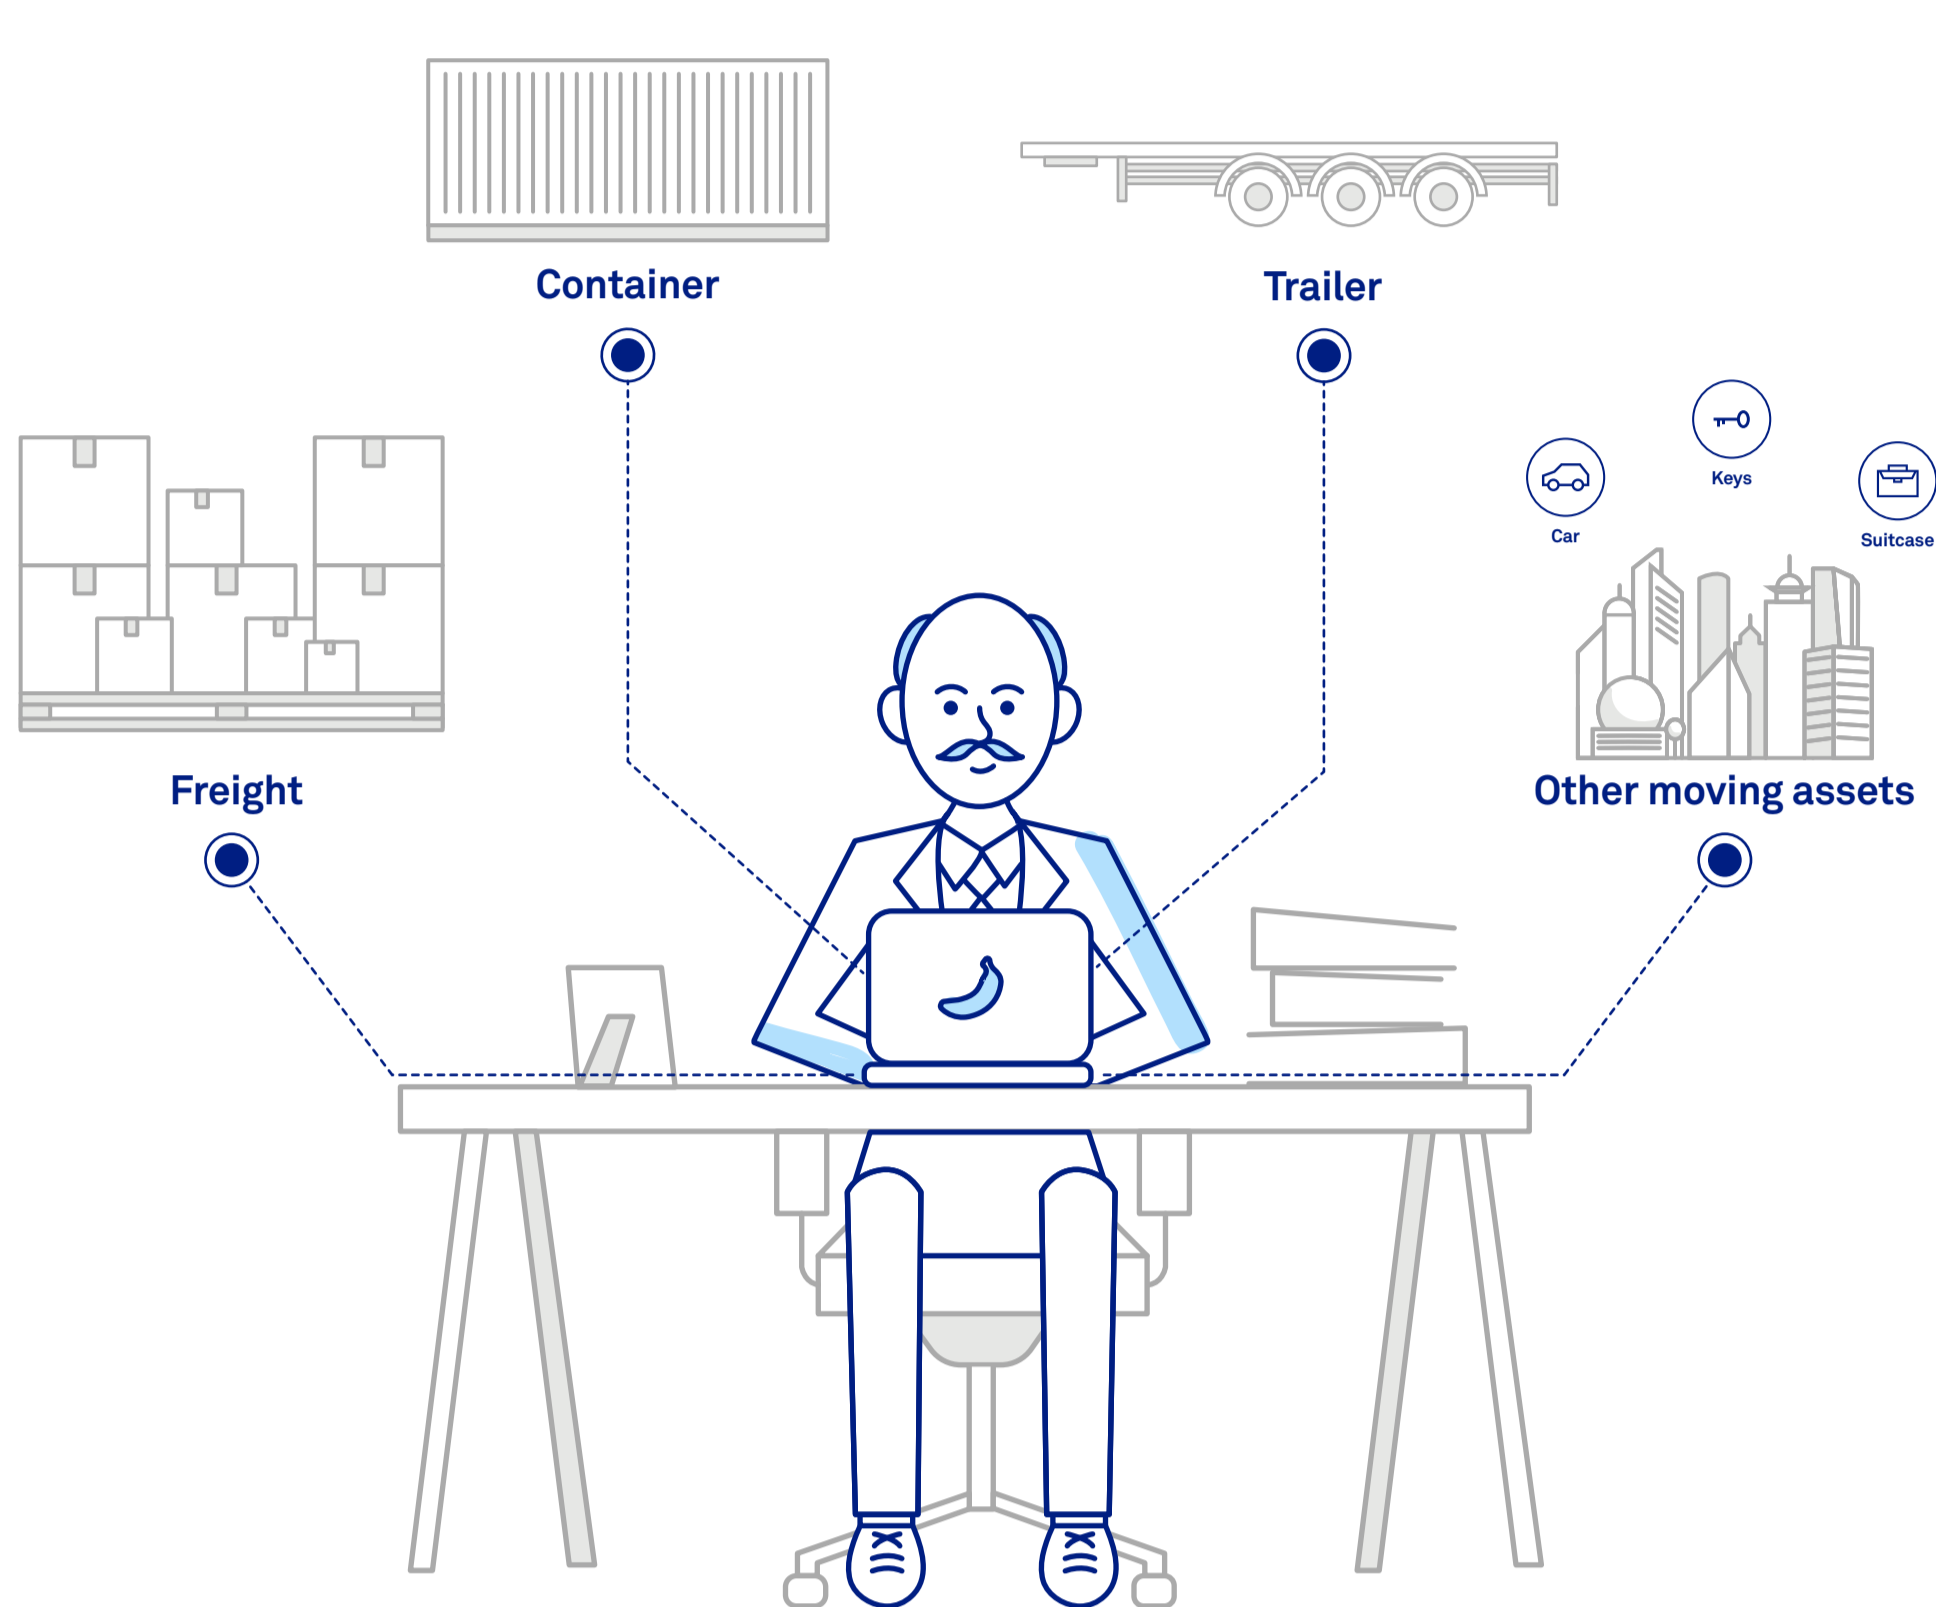 Container
Trailer
Keys
Car
Suitcase
Freight
Other moving assets